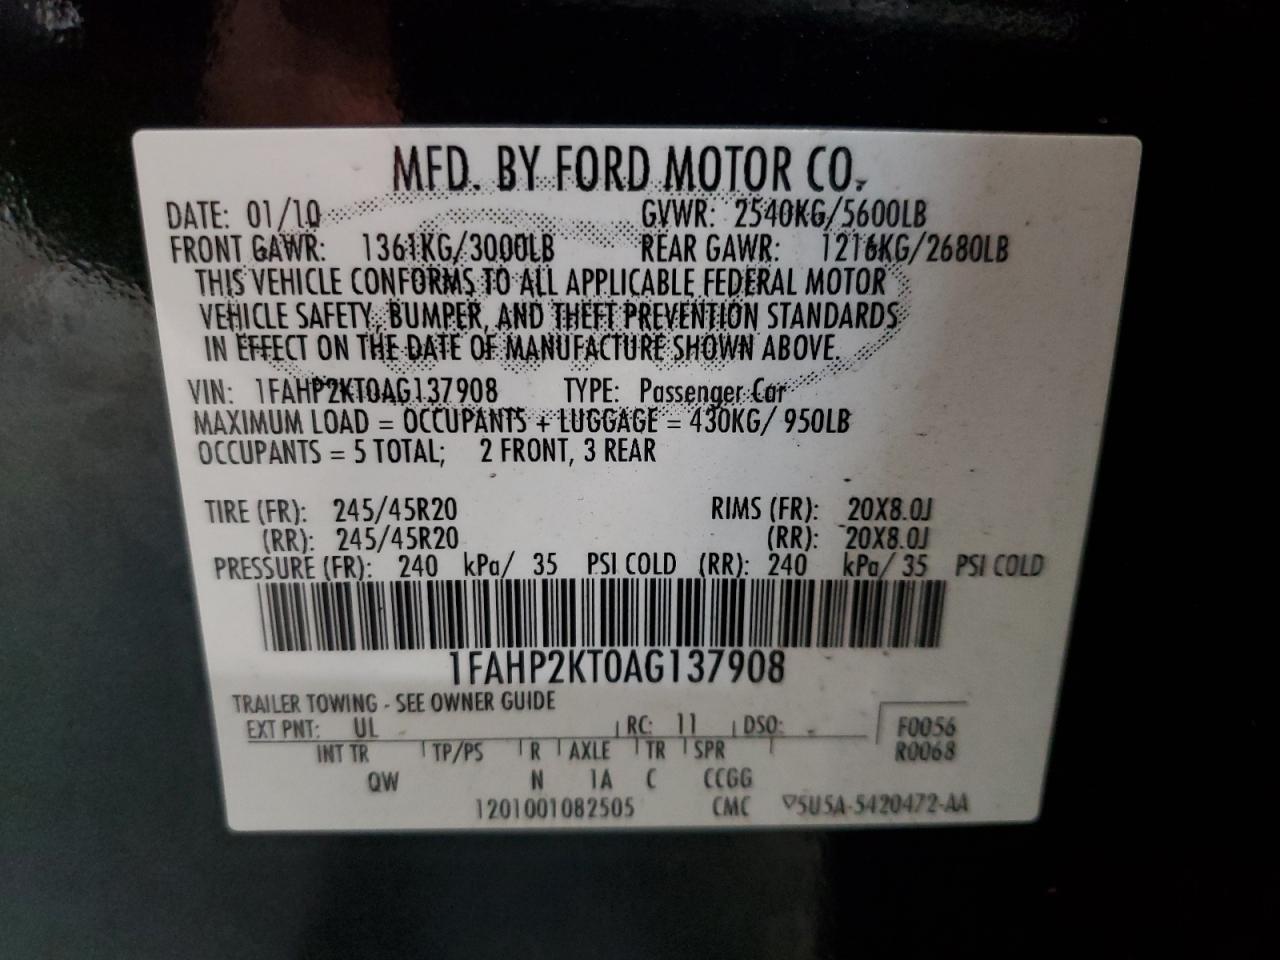 MFD. BY FORD MOTOR CO.
DATE: 01/10 GVWR: 2540KG/5600LB
FRONT GAWR: 1361KG/3000LB REAR GAWR: 1216KG/2680LB
THIS VEHICLE CONFORMS TO ALL APPLICABLE FEDERAL MOTOR
VEHICLE SAFETY, BUMPER, AND THEFT PREVENTION STANDARDS
IN EFFECT ON THE DATE OF MANUFACTURE SHOWN ABOVE.
VIN: 1FAHP2KT0AG137908 TYPE: Passenger Car
MAXIMUM LOAD = OCCUPANTS + LUGGAGE = 430KG/ 950LB
OCCUPANTS = 5 TOTAL; 2 FRONT, 3 REAR
TIRE (FR): 245/45R20 RIMS (FR): 20X8.0J
(RR): 245/45R20 (RR): 20X8.0J
PRESSURE (FR): 240 kPa/ 35 PSI COLD (RR): 240 kPa/ 35 PSI COLD
1FAHP2KT0AG137908
TRAILER TOWING - SEE OWNER GUIDE
EXT PNT: UL RC: 11 DSO: F0056
INT TR TP/PS R AXLE TR SPR R0068
QW N 1A C CCGG
1201001082505 CMC ▽5U5A-5420472-AA